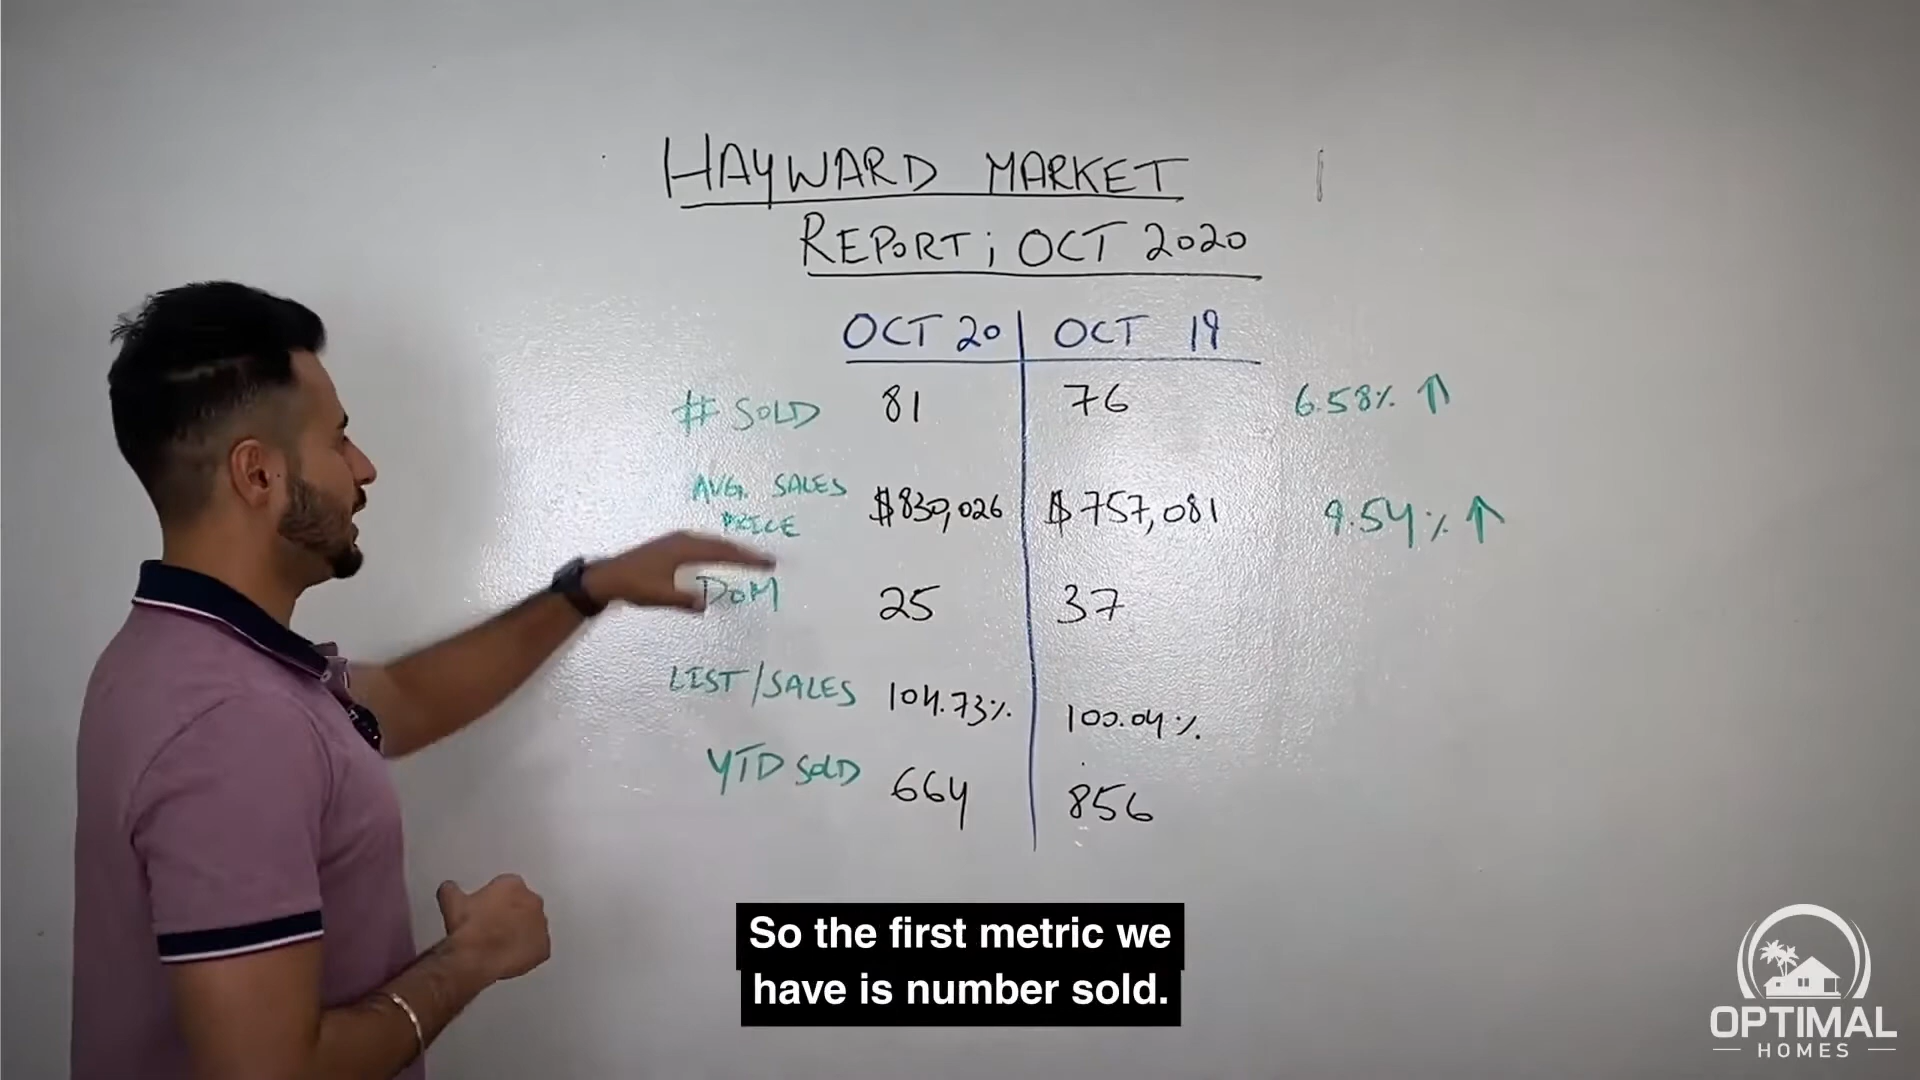 HAYWARD MARKET
REPORT; OCT 2020
OCT 20 OCT 19
# SOLD 81 76 6.58% ↑
AVG. SALES
PRICE $830,026 $757,081 9.54% ↑
DOM 25 37
LIST/SALES 104.73% 100.04%
YTD SOLD 664 856
So the first metric we
have is number sold.
OPTIMAL
HOMES